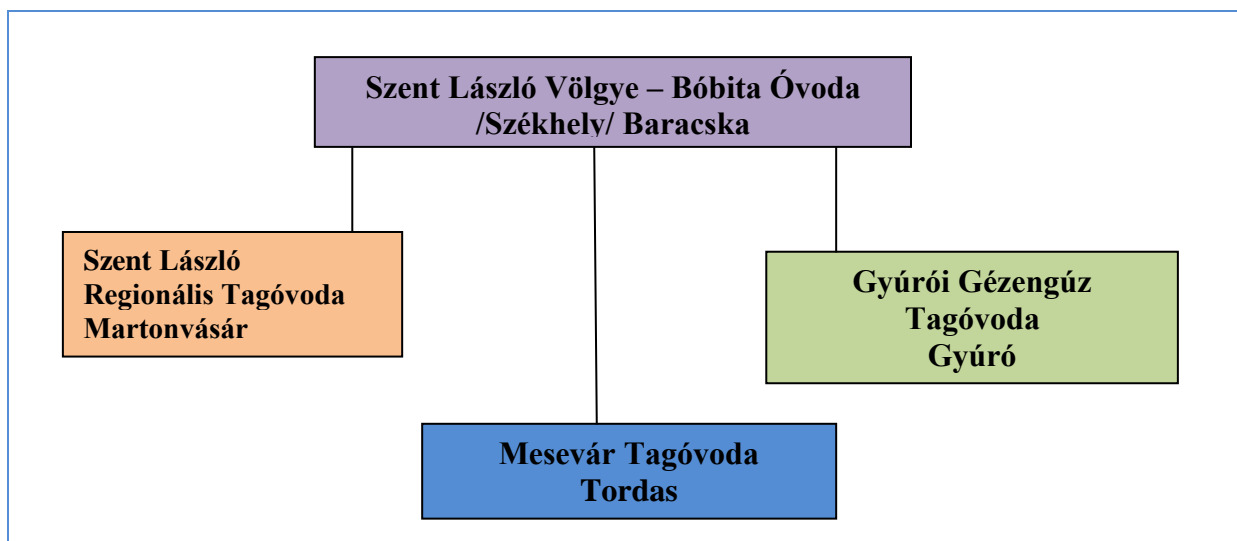 Szent László Völgye – Bóbita Óvoda
/Székhely/ Baracska
Szent László
Regionális Tagóvoda
Martonvásár
Gyúrói Gézengúz
Tagóvoda
Gyúró
Mesevár Tagóvoda
Tordas